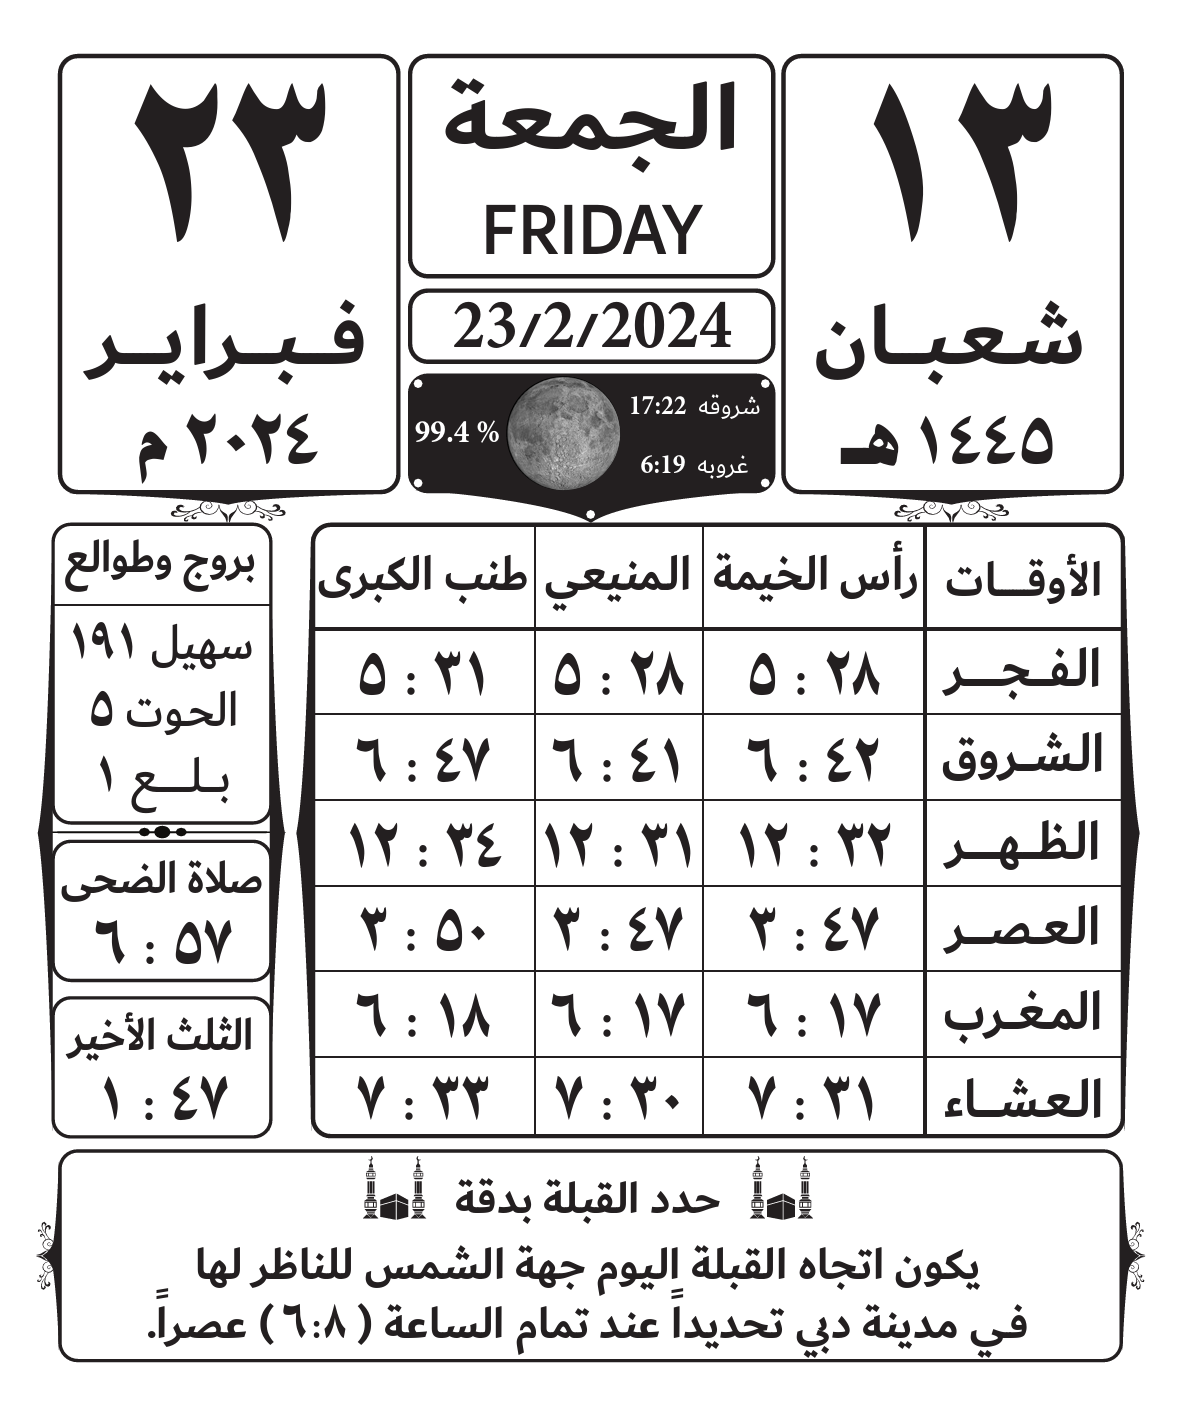 ١٣
شعبان
١٤٤٥ هـ
الجمعة
FRIDAY
23/2/2024
شروقه 17:22
غروبه 6:19
99.4 %
٢٣
فبراير
٢٠٢٤ م
الأوقات رأس الخيمة المنيعي طنب الكبرى
الفجر ٥ : ٢٨ ٥ : ٢٨ ٥ : ٣١
الشروق ٦ : ٤٢ ٦ : ٤١ ٦ : ٤٧
الظهر ١٢ : ٣٢ ١٢ : ٣١ ١٢ : ٣٤
العصر ٣ : ٤٧ ٣ : ٤٧ ٣ : ٥٠
المغرب ٦ : ١٧ ٦ : ١٧ ٦ : ١٨
العشاء ٧ : ٣١ ٧ : ٣٠ ٧ : ٣٣
بروج وطوالع
سهيل ١٩١
الحوت ٥
بلع ١
صلاة الضحى
٦ : ٥٧
الثلث الأخير
١ : ٤٧
حدد القبلة بدقة
يكون اتجاه القبلة اليوم جهة الشمس للناظر لها
في مدينة دبي تحديداً عند تمام الساعة ( ٦:٨ ) عصراً.